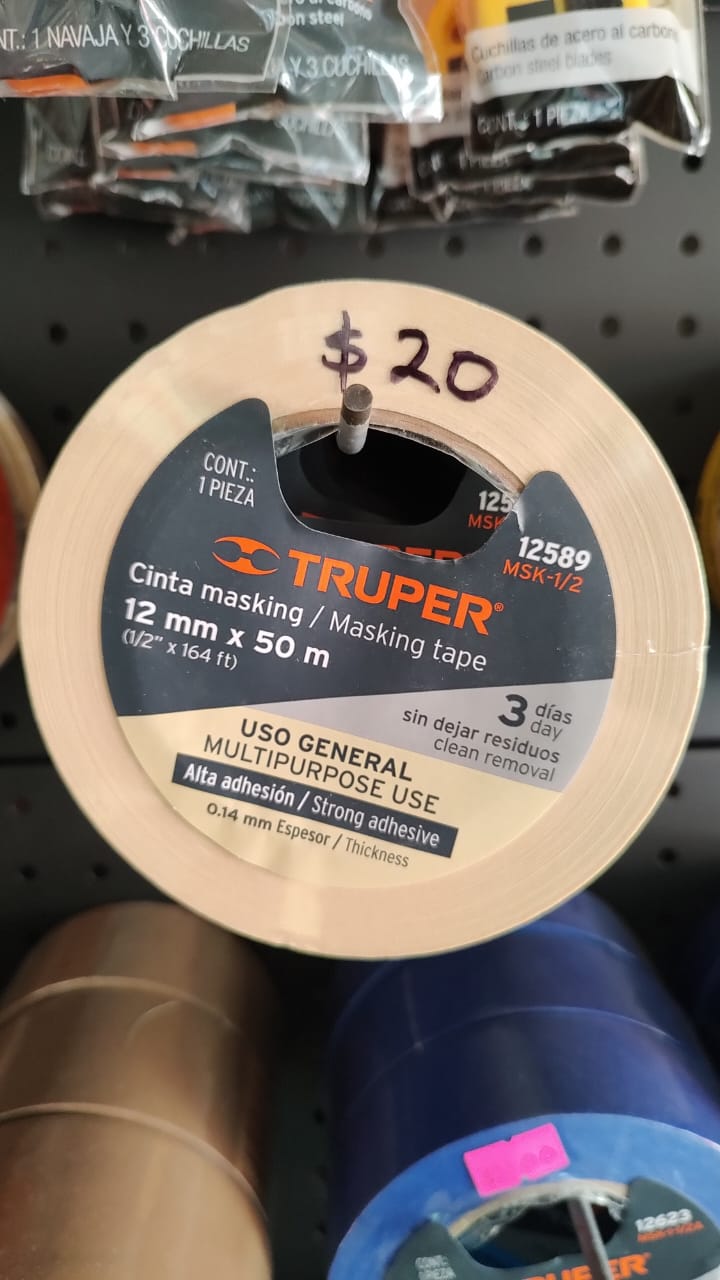 NT.: 1 NAVAJA Y 3 CUCHILLAS
Y 3 CUCHILLAS
Cuchillas de acero al carbono
Carbon steel blades
CONT.: 1 PIEZA
$20
CONT.:
1 PIEZA
125
MSK
12589
MSK-1/2
TRUPER®
Cinta masking / Masking tape
12 mm x 50 m
(1/2" x 164 ft)
3 días
day
sin dejar residuos
clean removal
USO GENERAL
MULTIPURPOSE USE
Alta adhesión / Strong adhesive
0.14 mm Espesor / Thickness
12623